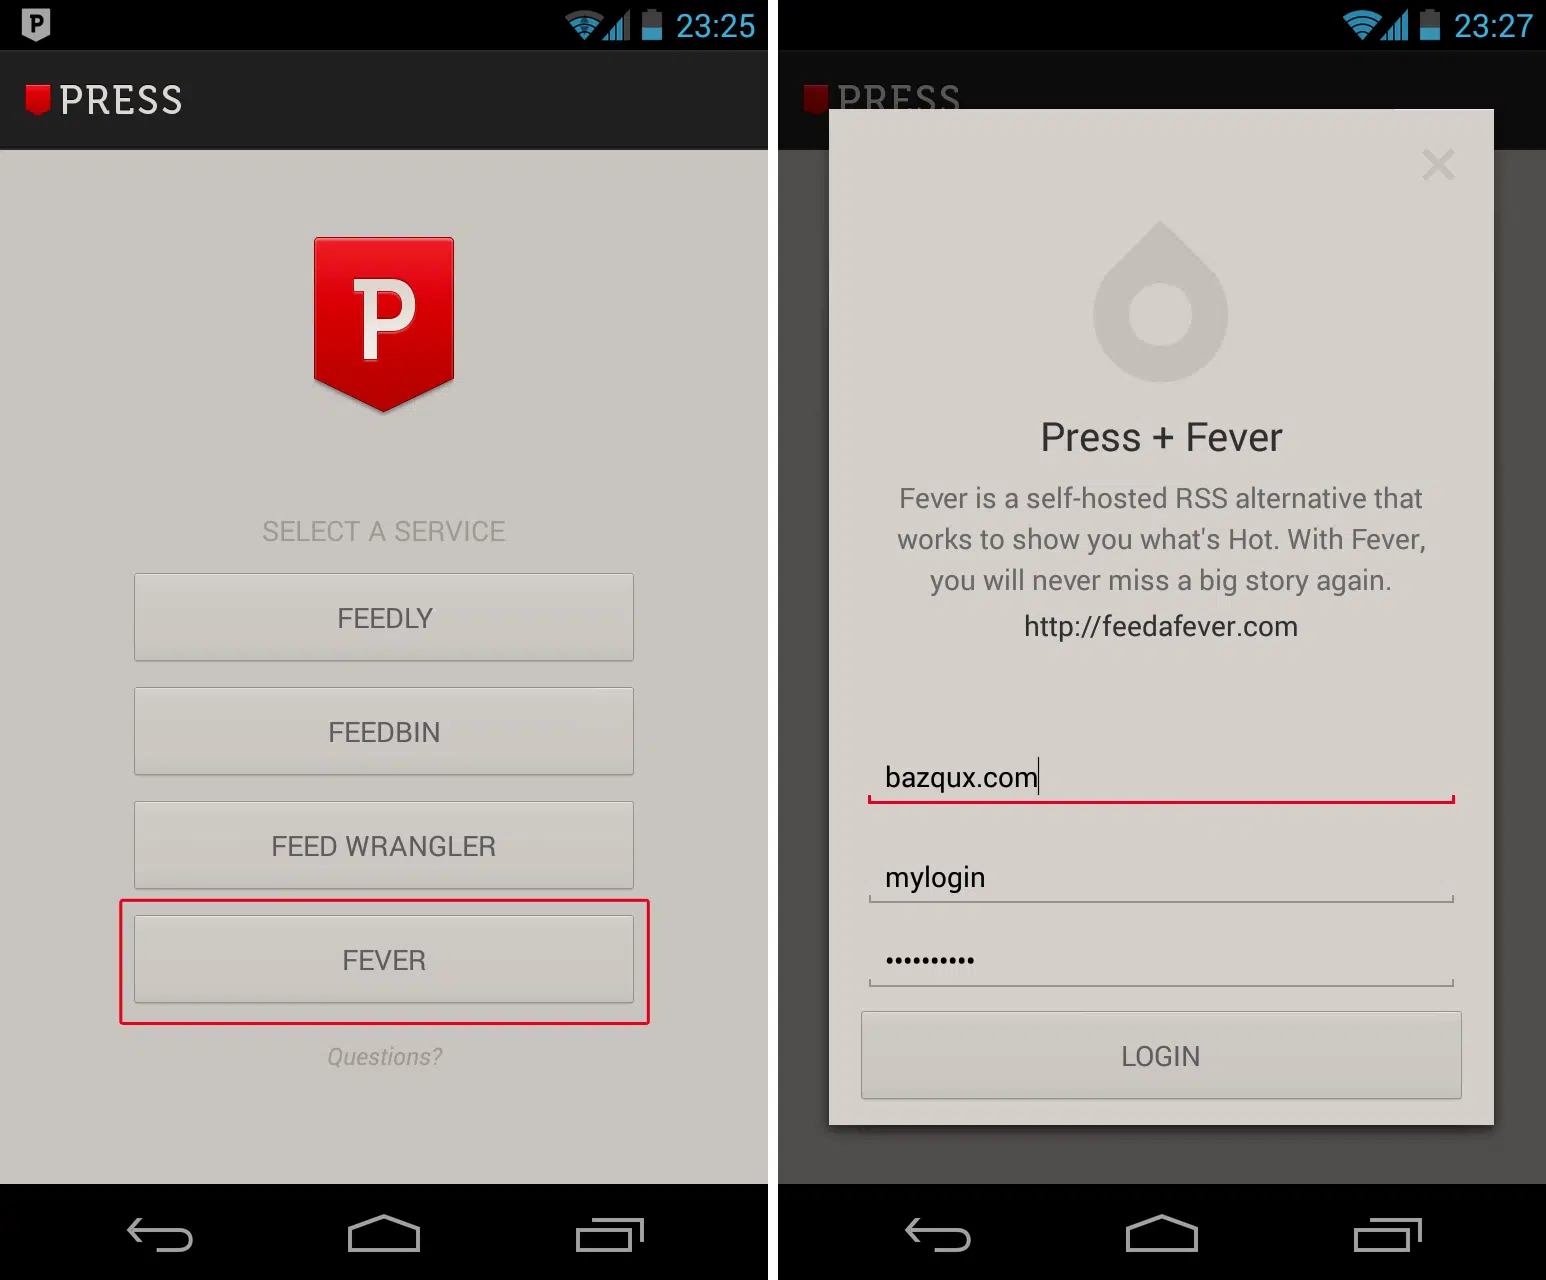 P
23:25
PRESS
P
SELECT A SERVICE
FEEDLY
FEEDBIN
FEED WRANGLER
FEVER
Questions?
23:27
PRESS
Press + Fever
Fever is a self-hosted RSS alternative that
works to show you what's Hot. With Fever,
you will never miss a big story again.
http://feedafever.com
bazqux.com
mylogin
••••••••••
LOGIN